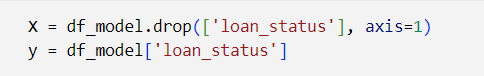 X = df_model.drop(['loan_status'], axis=1)
y = df_model['loan_status']